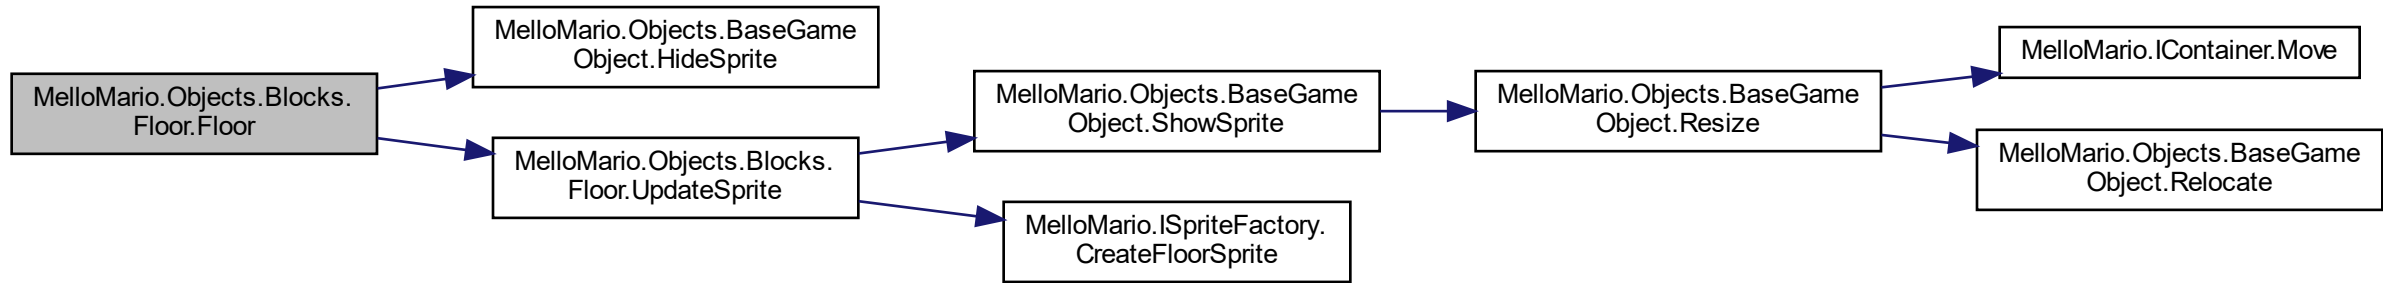 MelloMario.Objects.Blocks.
Floor.Floor
MelloMario.Objects.BaseGame
Object.HideSprite
MelloMario.Objects.Blocks.
Floor.UpdateSprite
MelloMario.Objects.BaseGame
Object.ShowSprite
MelloMario.ISpriteFactory.
CreateFloorSprite
MelloMario.Objects.BaseGame
Object.Resize
MelloMario.IContainer.Move
MelloMario.Objects.BaseGame
Object.Relocate